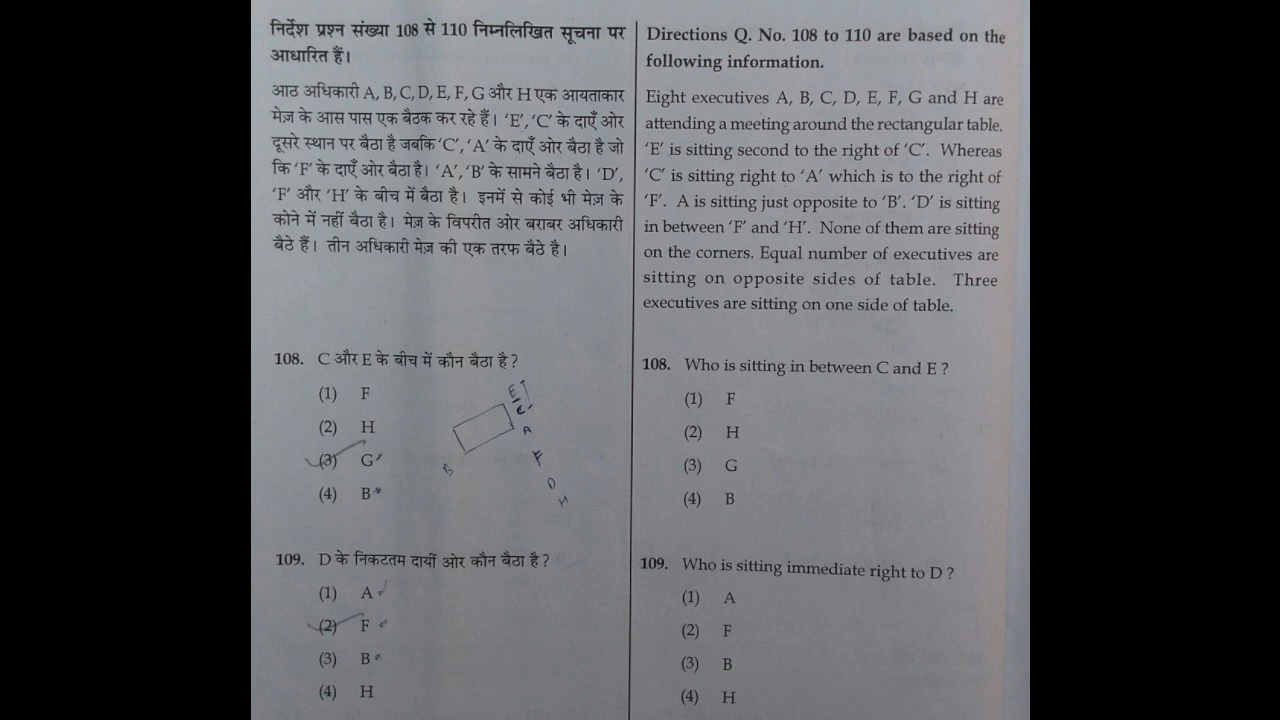 निर्देश प्रश्न संख्या 108 से 110 निम्नलिखित सूचना पर
आधारित हैं।
आठ अधिकारी A, B, C, D, E, F, G और H एक आयताकार
मेज़ के आस पास एक बैठक कर रहे हैं। ‘E’, ‘C’ के दाएँ ओर
दूसरे स्थान पर बैठा है जबकि ‘C’, ‘A’ के दाएँ ओर बैठा है जो
कि ‘F’ के दाएँ ओर बैठा है। ‘A’, ‘B’ के सामने बैठा है। ‘D’,
‘F’ और ‘H’ के बीच में बैठा है। इनमें से कोई भी मेज़ के
कोने में नहीं बैठा है। मेज़ के विपरीत ओर बराबर अधिकारी
बैठे हैं। तीन अधिकारी मेज़ की एक तरफ बैठे है।
108. C और E के बीच में कौन बैठा है ?
(1) F
(2) H
(3) G
(4) B
E
C
A
F
D
H
B
109. D के निकटतम दायीं ओर कौन बैठा है ?
(1) A
(2) F
(3) B
(4) H
Directions Q. No. 108 to 110 are based on the
following information.
Eight executives A, B, C, D, E, F, G and H are
attending a meeting around the rectangular table.
‘E’ is sitting second to the right of ‘C’. Whereas
‘C’ is sitting right to ‘A’ which is to the right of
‘F’. A is sitting just opposite to ‘B’. ‘D’ is sitting
in between ‘F’ and ‘H’. None of them are sitting
on the corners. Equal number of executives are
sitting on opposite sides of table. Three
executives are sitting on one side of table.
108. Who is sitting in between C and E ?
(1) F
(2) H
(3) G
(4) B
109. Who is sitting immediate right to D ?
(1) A
(2) F
(3) B
(4) H